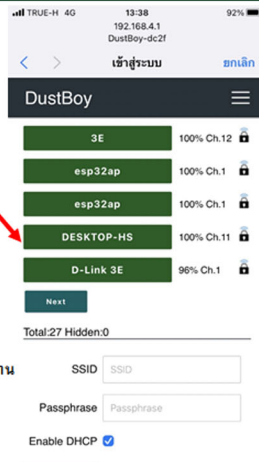 TRUE-H 4G 13:38 92%
192.168.4.1
DustBoy-dc2f
< > เข้าสู่ระบบ ยกเลิก
DustBoy
3E 100% Ch.12
esp32ap 100% Ch.1
esp32ap 100% Ch.1
DESKTOP-HS 100% Ch.11
D-Link 3E 96% Ch.1
Next
Total:27 Hidden:0
SSID SSID
Passphrase Passphrase
Enable DHCP